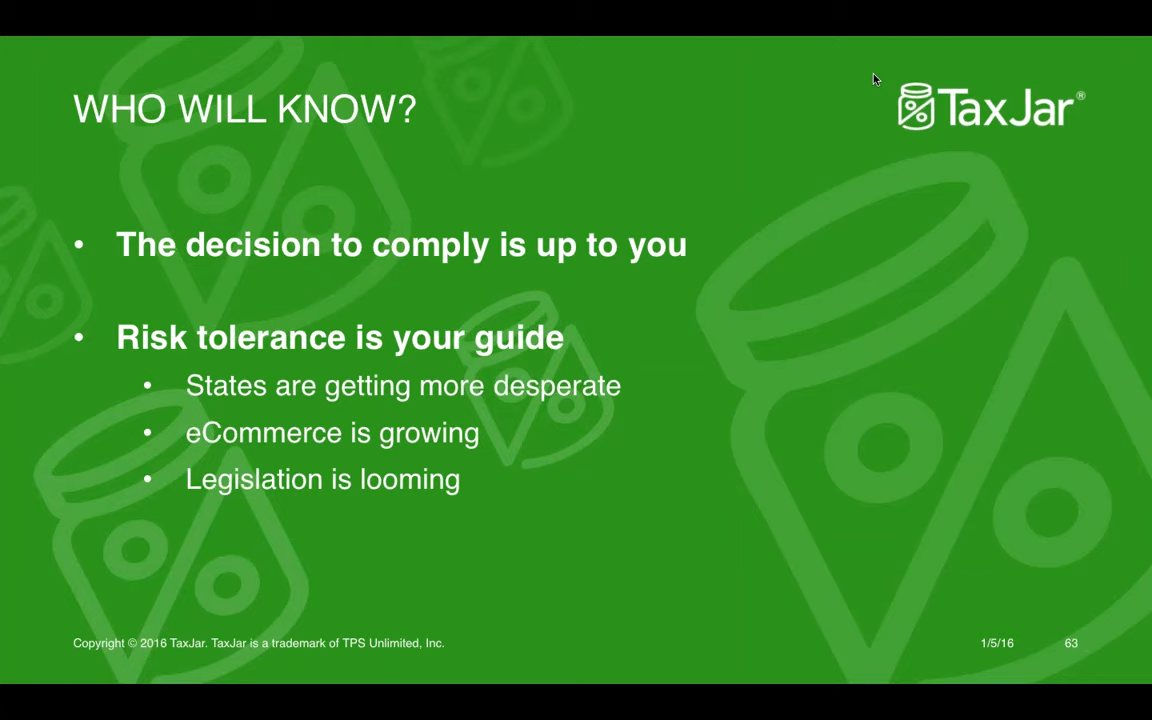 WHO WILL KNOW?
TaxJar®
• The decision to comply is up to you
• Risk tolerance is your guide
• States are getting more desperate
• eCommerce is growing
• Legislation is looming
Copyright © 2016 TaxJar. TaxJar is a trademark of TPS Unlimited, Inc.
1/5/16
63